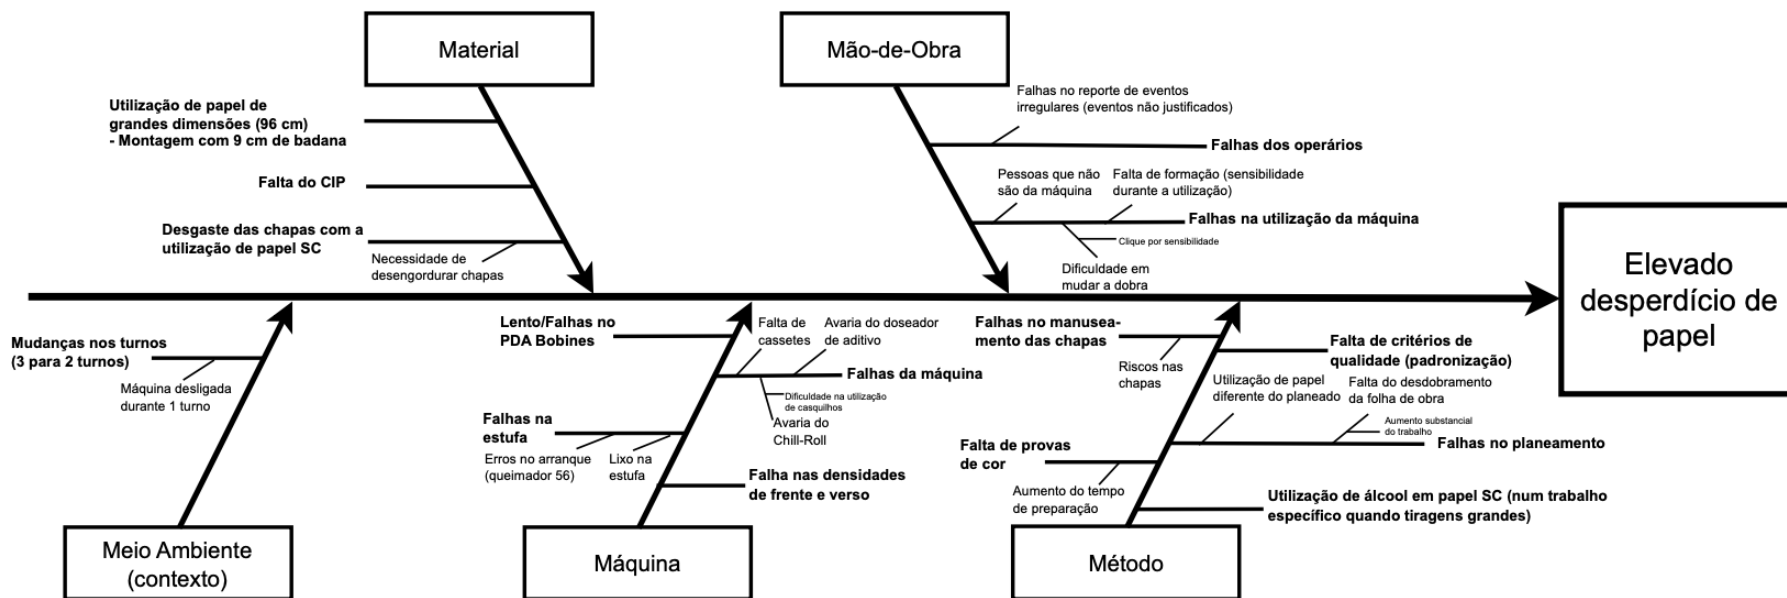 Material
Utilização de papel de
grandes dimensões (96 cm)
- Montagem com 9 cm de badana
Falta do CIP
Desgaste das chapas com a
utilização de papel SC
Necessidade de
desengordurar chapas
Mão-de-Obra
Falhas no reporte de eventos
irregulares (eventos não justificados)
Falhas dos operários
Pessoas que não
são da máquina
Falta de formação (sensibilidade
durante a utilização)
Falhas na utilização da máquina
Clique por sensibilidade
Dificuldade em
mudar a dobra
Elevado
desperdício de
papel
Mudanças nos turnos
(3 para 2 turnos)
Máquina desligada
durante 1 turno
Meio Ambiente
(contexto)
Lento/Falhas no
PDA Bobines
Falta de
cassetes
Avaria do doseador
de aditivo
Falhas da máquina
Dificuldade na utilização
de casquilhos
Avaria do
Chill-Roll
Falhas na
estufa
Erros no arranque
(queimador 56)
Lixo na
estufa
Falha nas densidades
de frente e verso
Máquina
Falhas no manusea-
mento das chapas
Riscos nas
chapas
Falta de critérios de
qualidade (padronização)
Utilização de papel
diferente do planeado
Falta do desdobramento
da folha de obra
Aumento substancial
do trabalho
Falhas no planeamento
Falta de provas
de cor
Aumento do tempo
de preparação
Utilização de álcool em papel SC (num trabalho
específico quando tiragens grandes)
Método